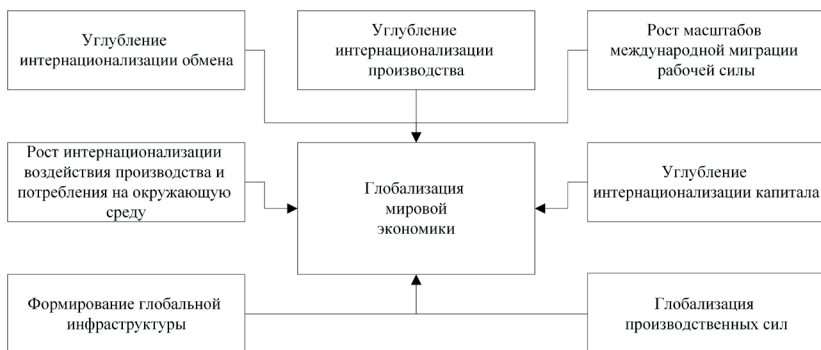 Углубление
интернационализации обмена
Углубление
интернационализации
производства
Рост масштабов
международной миграции
рабочей силы
Рост интернационализации
воздействия производства и
потребления на окружающую
среду
Глобализация
мировой
экономики
Углубление
интернационализации капитала
Формирование глобальной
инфраструктуры
Глобализация
производственных сил